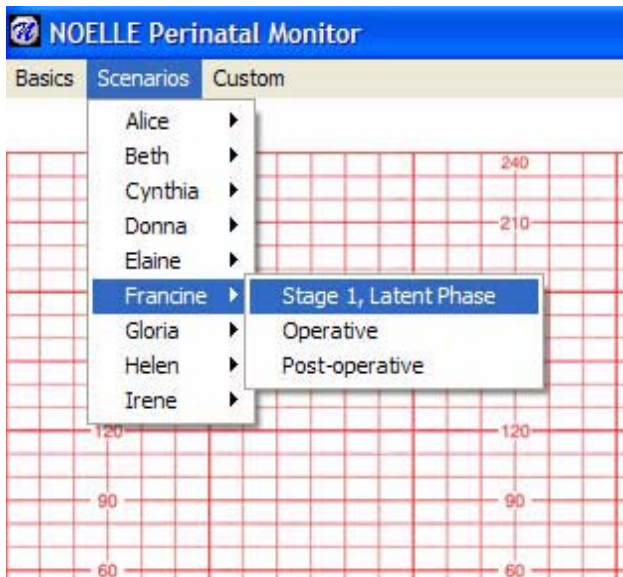 NOELLE Perinatal Monitor
Basics Scenarios Custom
Alice
Beth
240
Cynthia
Donna
210
Elaine
Francine
Stage 1, Latent Phase
Gloria
Operative
Helen
Post-operative
Irene
120 120
90 90
60 60